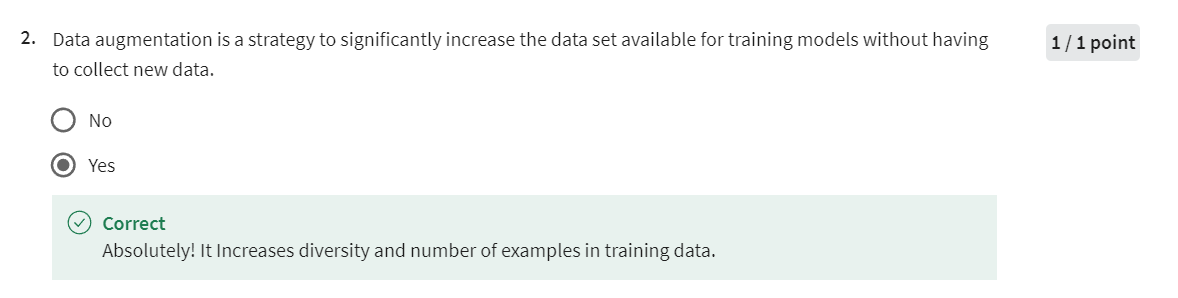 2. Data augmentation is a strategy to significantly increase the data set available for training models without having
to collect new data.
1 / 1 point
No
Yes
Correct
Absolutely! It Increases diversity and number of examples in training data.